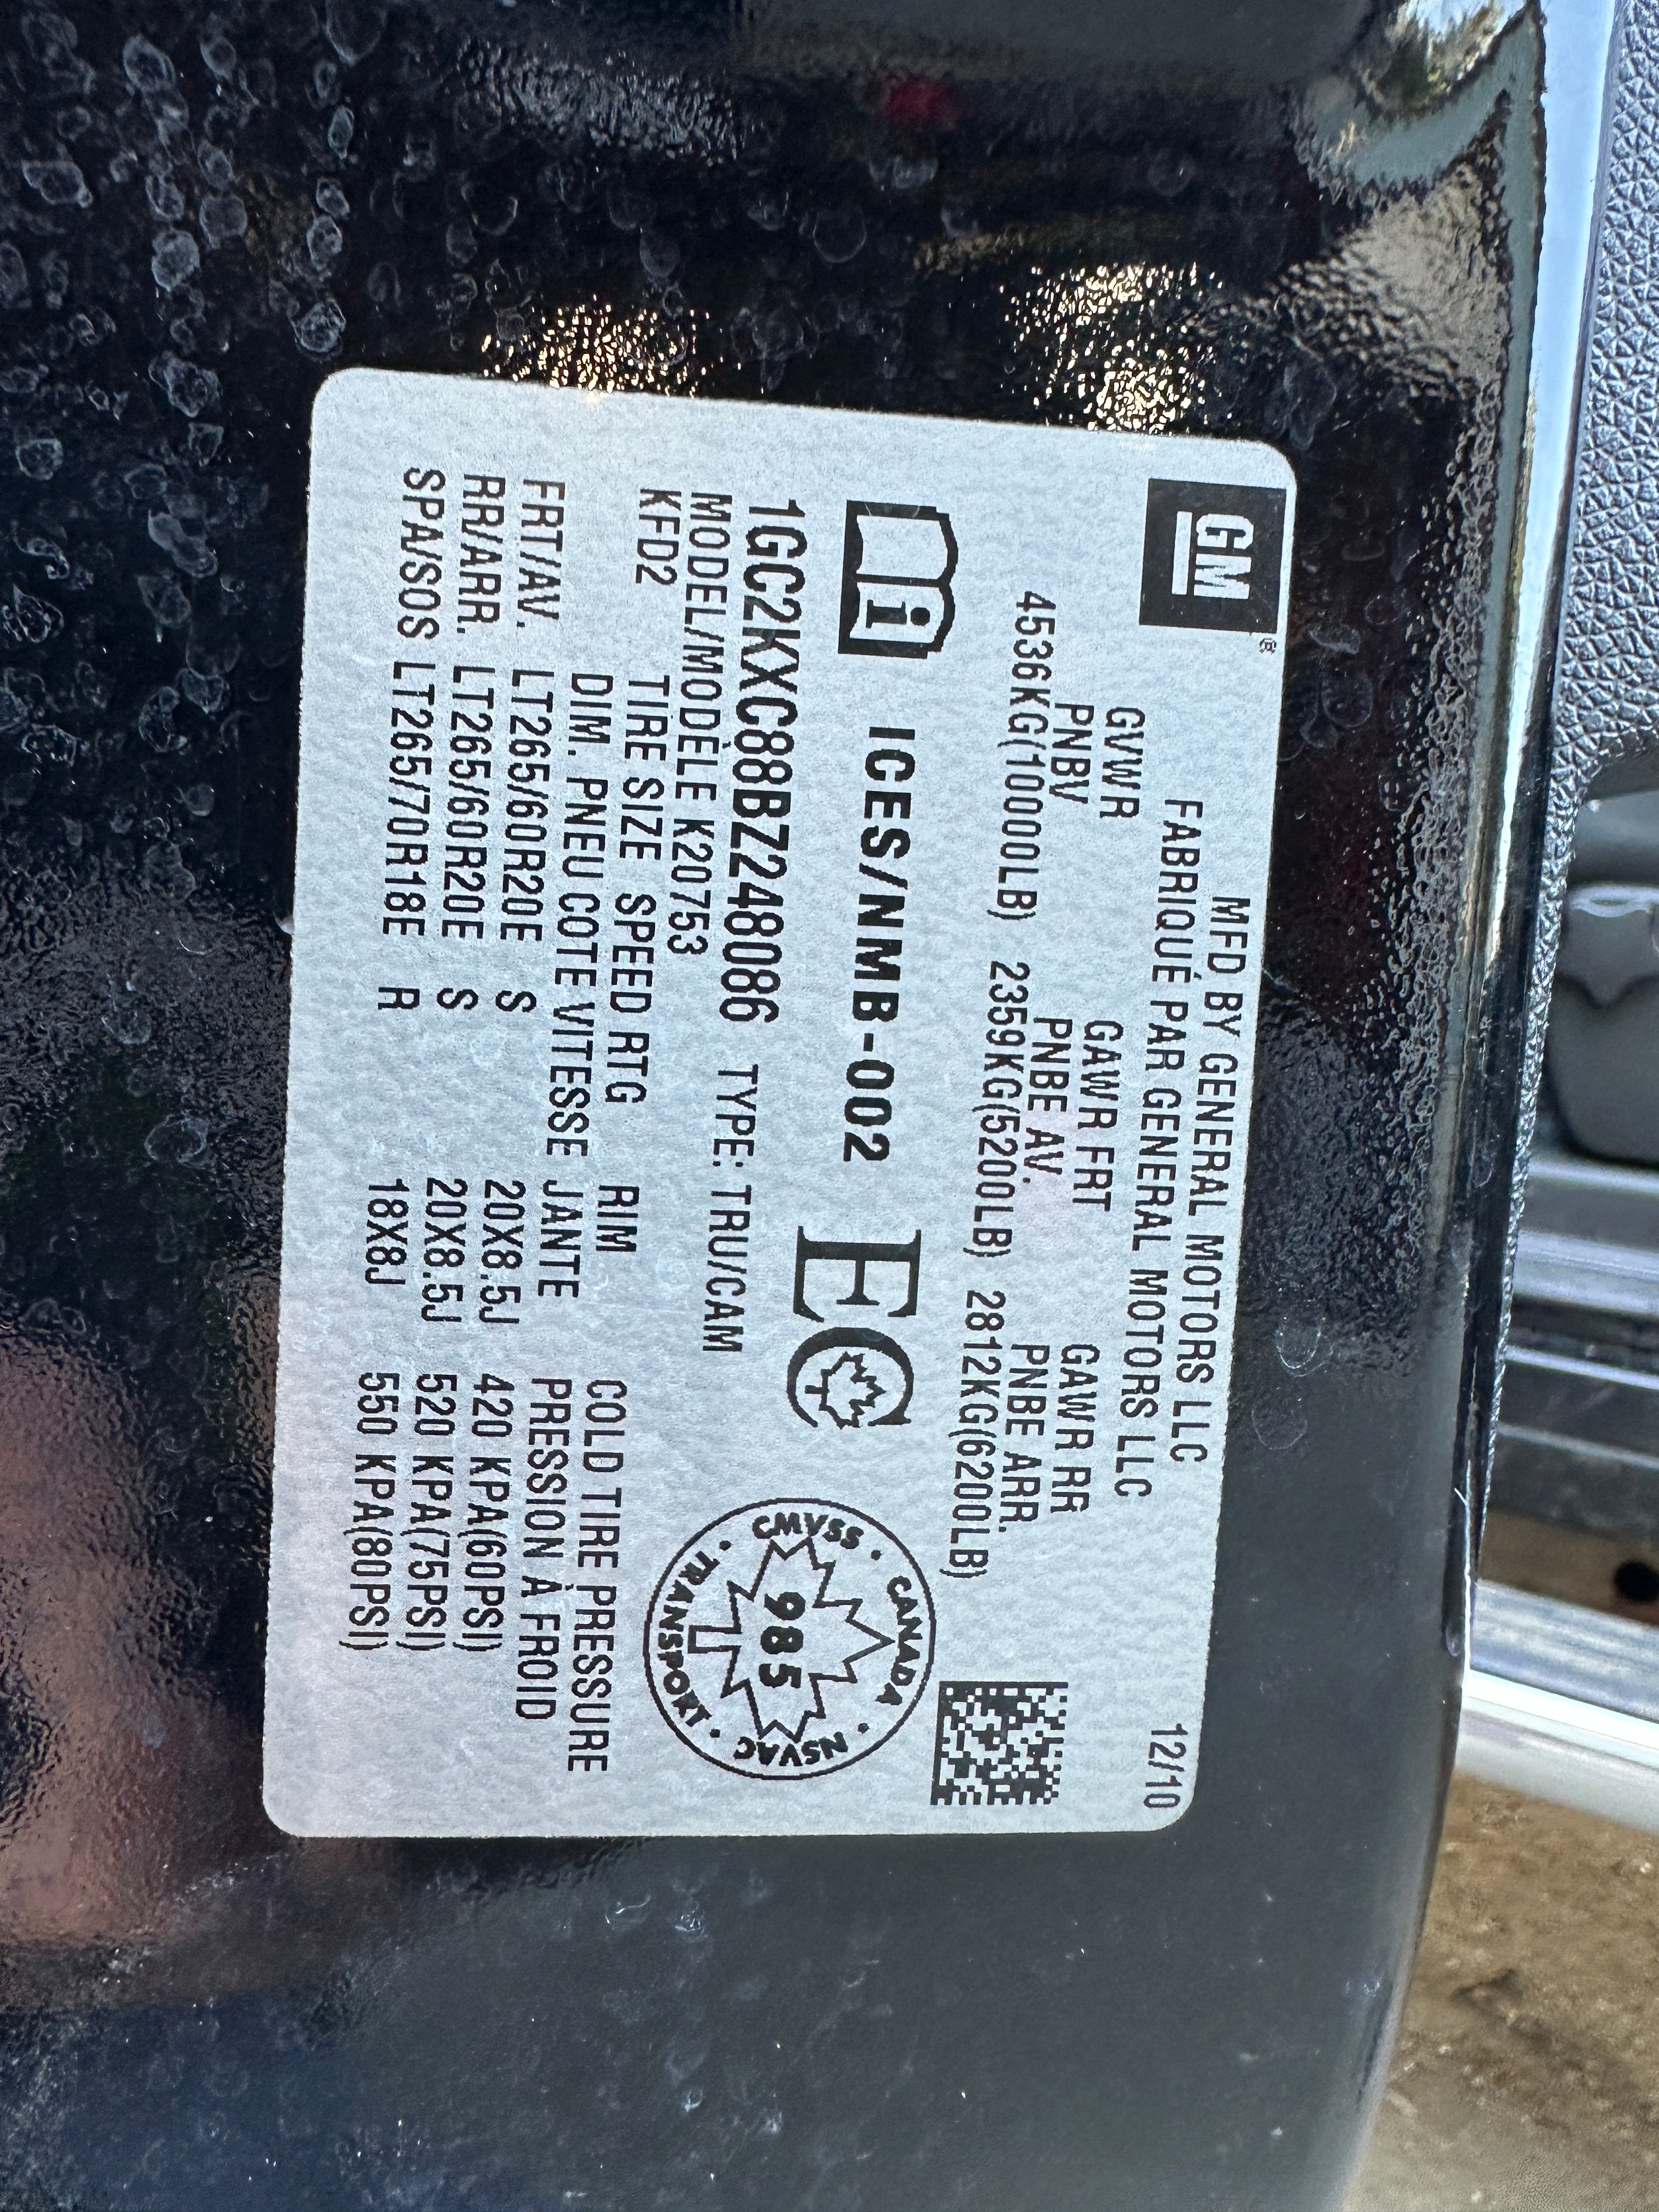 GM®
MFD BY GENERAL MOTORS LLC 12/10
FABRIQUÉ PAR GENERAL MOTORS LLC
GVWR GAWR FRT GAWR RR
PNBV PNBE AV. PNBE ARR.
4536KG(10000LB) 2359KG(5200LB) 2812KG(6200LB)
i ICES/NMB-002 EC
CMVSS · CANADA · NSVAC · TRANSPORT ·
985
1GC2KXC88BZ248086 TYPE: TRU/CAM
MODEL/MODÈLE K20753
KFD2 TIRE SIZE SPEED RTG RIM COLD TIRE PRESSURE
DIM. PNEU COTE VITESSE JANTE PRESSION À FROID
FRT/AV. LT265/60R20E S 20X8.5J 420 KPA(60PSI)
RR/ARR. LT265/60R20E S 20X8.5J 520 KPA(75PSI)
SPA/SOS LT265/70R18E R 18X8J 550 KPA(80PSI)